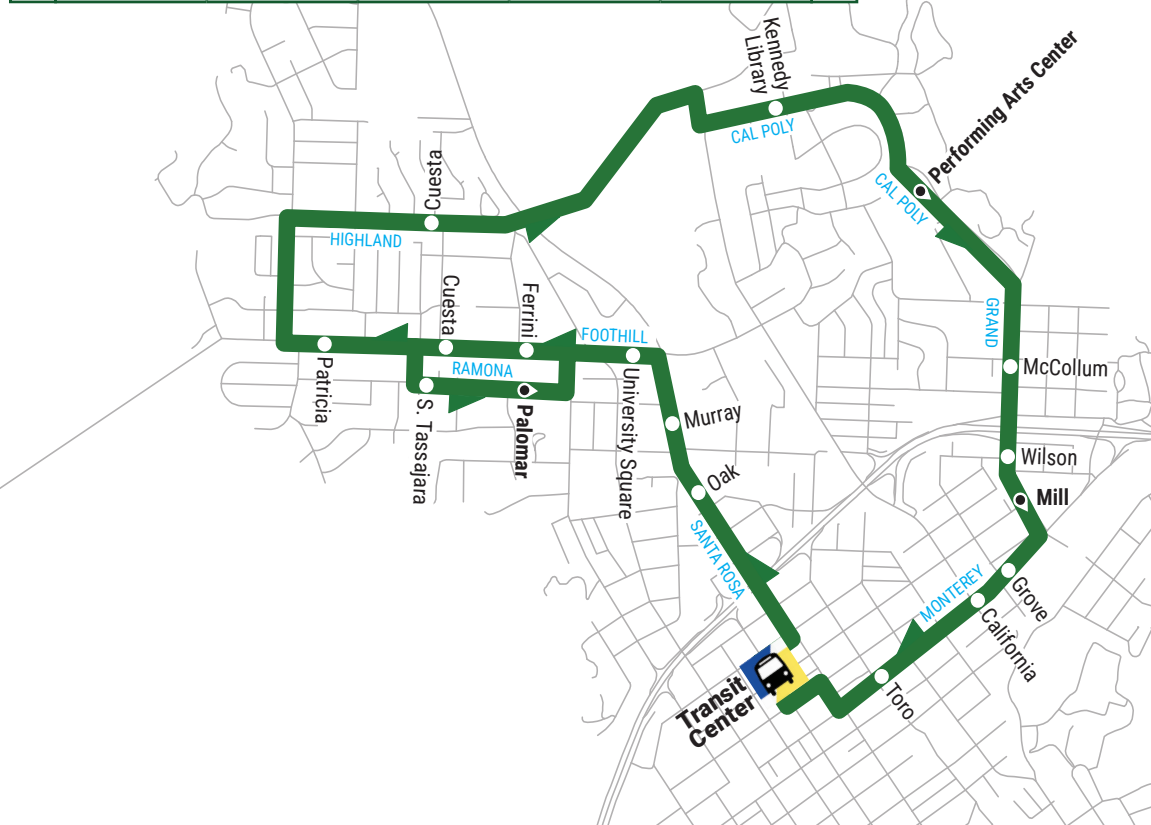 Kennedy
Library
CAL POLY
Performing Arts Center
CAL POLY
Cuesta
HIGHLAND
Cuesta
Ferrini
FOOTHILL
GRAND
RAMONA
Patricia
S. Tassajara
Palomar
University Square
McCollum
Murray
Wilson
Oak
Mill
SANTA ROSA
MONTEREY
Grove
California
Toro
Transit
Center